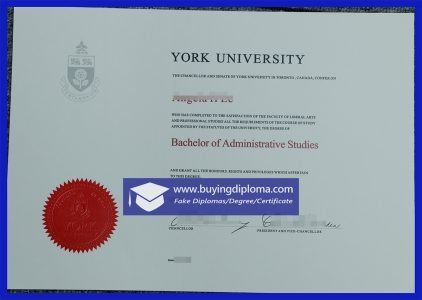 YORK UNIVERSITY
THE CHANCELLOR AND SENATE OF YORK UNIVERSITY IN TORONTO, CANADA, CONFER ON
WHO HAS COMPLETED TO THE SATISFACTION OF THE FACULTY OF LIBERAL ARTS
AND PROFESSIONAL STUDIES ALL THE REQUIREMENTS OF THE COURSE OF STUDY
APPOINTED BY THE STATUTES OF THE UNIVERSITY, THE DEGREE OF
Bachelor of Administrative Studies
AND GRANT ALL THE HONOURS, RIGHTS AND PRIVILEGES WHICH APPERTAIN
TO THIS DEGREE.
www.buyingdiploma.com
Fake Diplomas/Degree/Certificate
CHANCELLOR
PRESIDENT AND VICE-CHANCELLOR